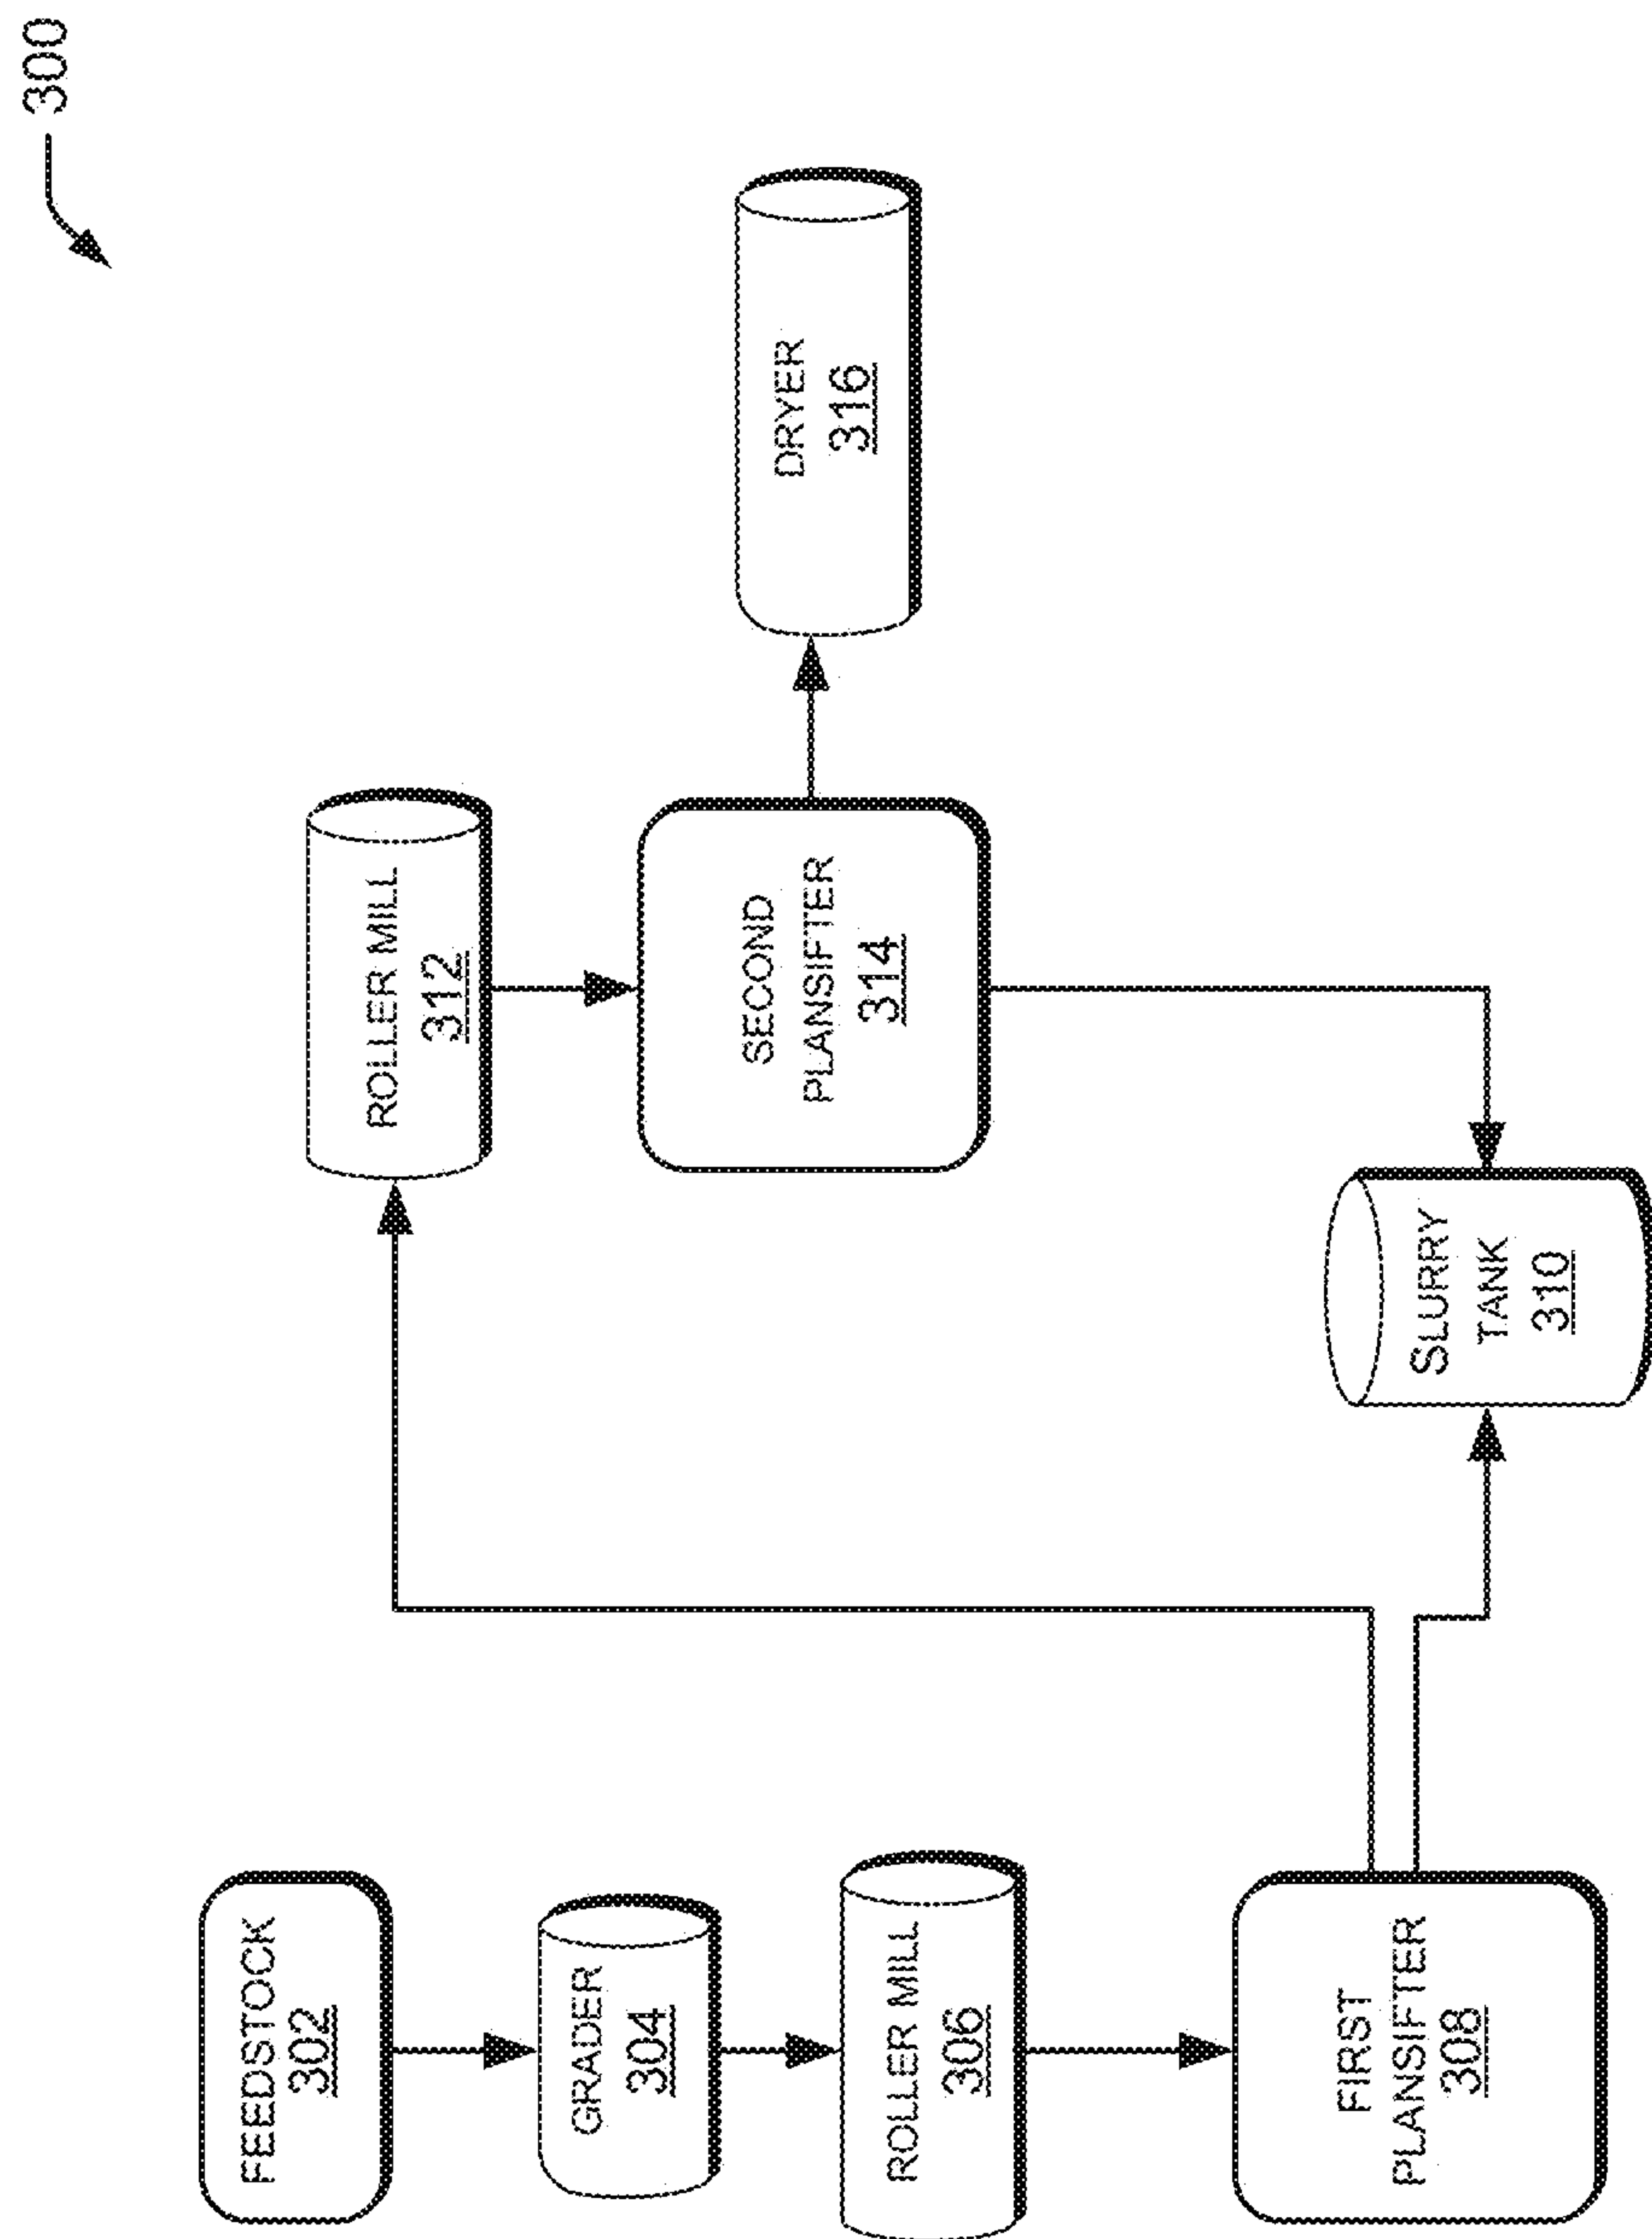 300
FEEDSTOCK
302
GRADER
304
ROLLER MILL
306
FIRST
PLANSIFTER
308
ROLLER MILL
312
SECOND
PLANSIFTER
314
SLURRY
TANK
310
DRYER
316